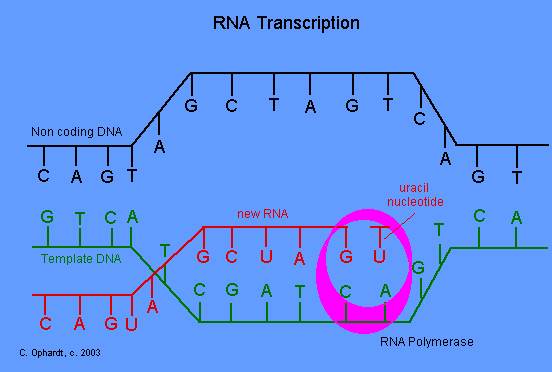 RNA Transcription
G C T A G T C
Non coding DNA
A A
C A G T G T
uracil
nucleotide
G T C A new RNA T C A
Template DNA T G C U A G U G
C A G U A C G A T C A
RNA Polymerase
C. Ophardt, c. 2003